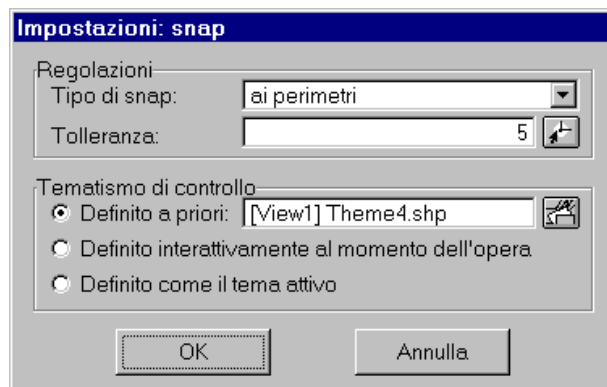 Impostazioni: snap
Regolazioni
Tipo di snap: ai perimetri
Tolleranza: 5
Tematismo di controllo
Definito a priori: [View1] Theme4.shp
Definito interattivamente al momento dell'opera
Definito come il tema attivo
OK Annulla